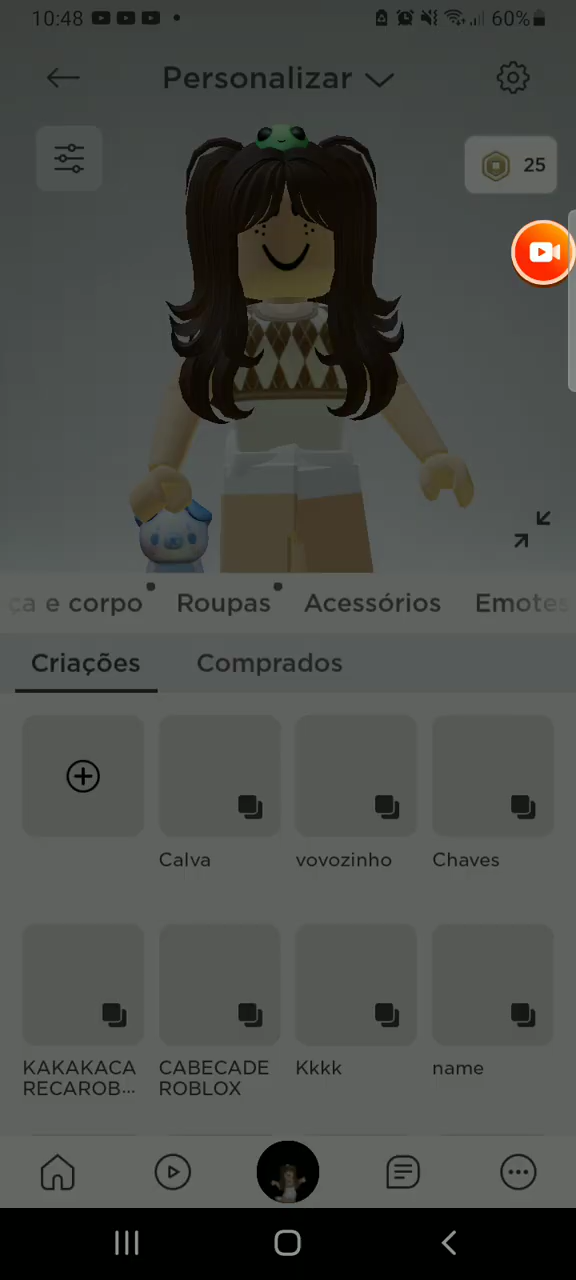 10:48
60%
Personalizar
25
ça e corpo
Roupas
Acessórios
Emotes
Criações
Comprados
Calva
vovozinho
Chaves
KAKAKACA
RECAROB...
CABECADE
ROBLOX
Kkkk
name